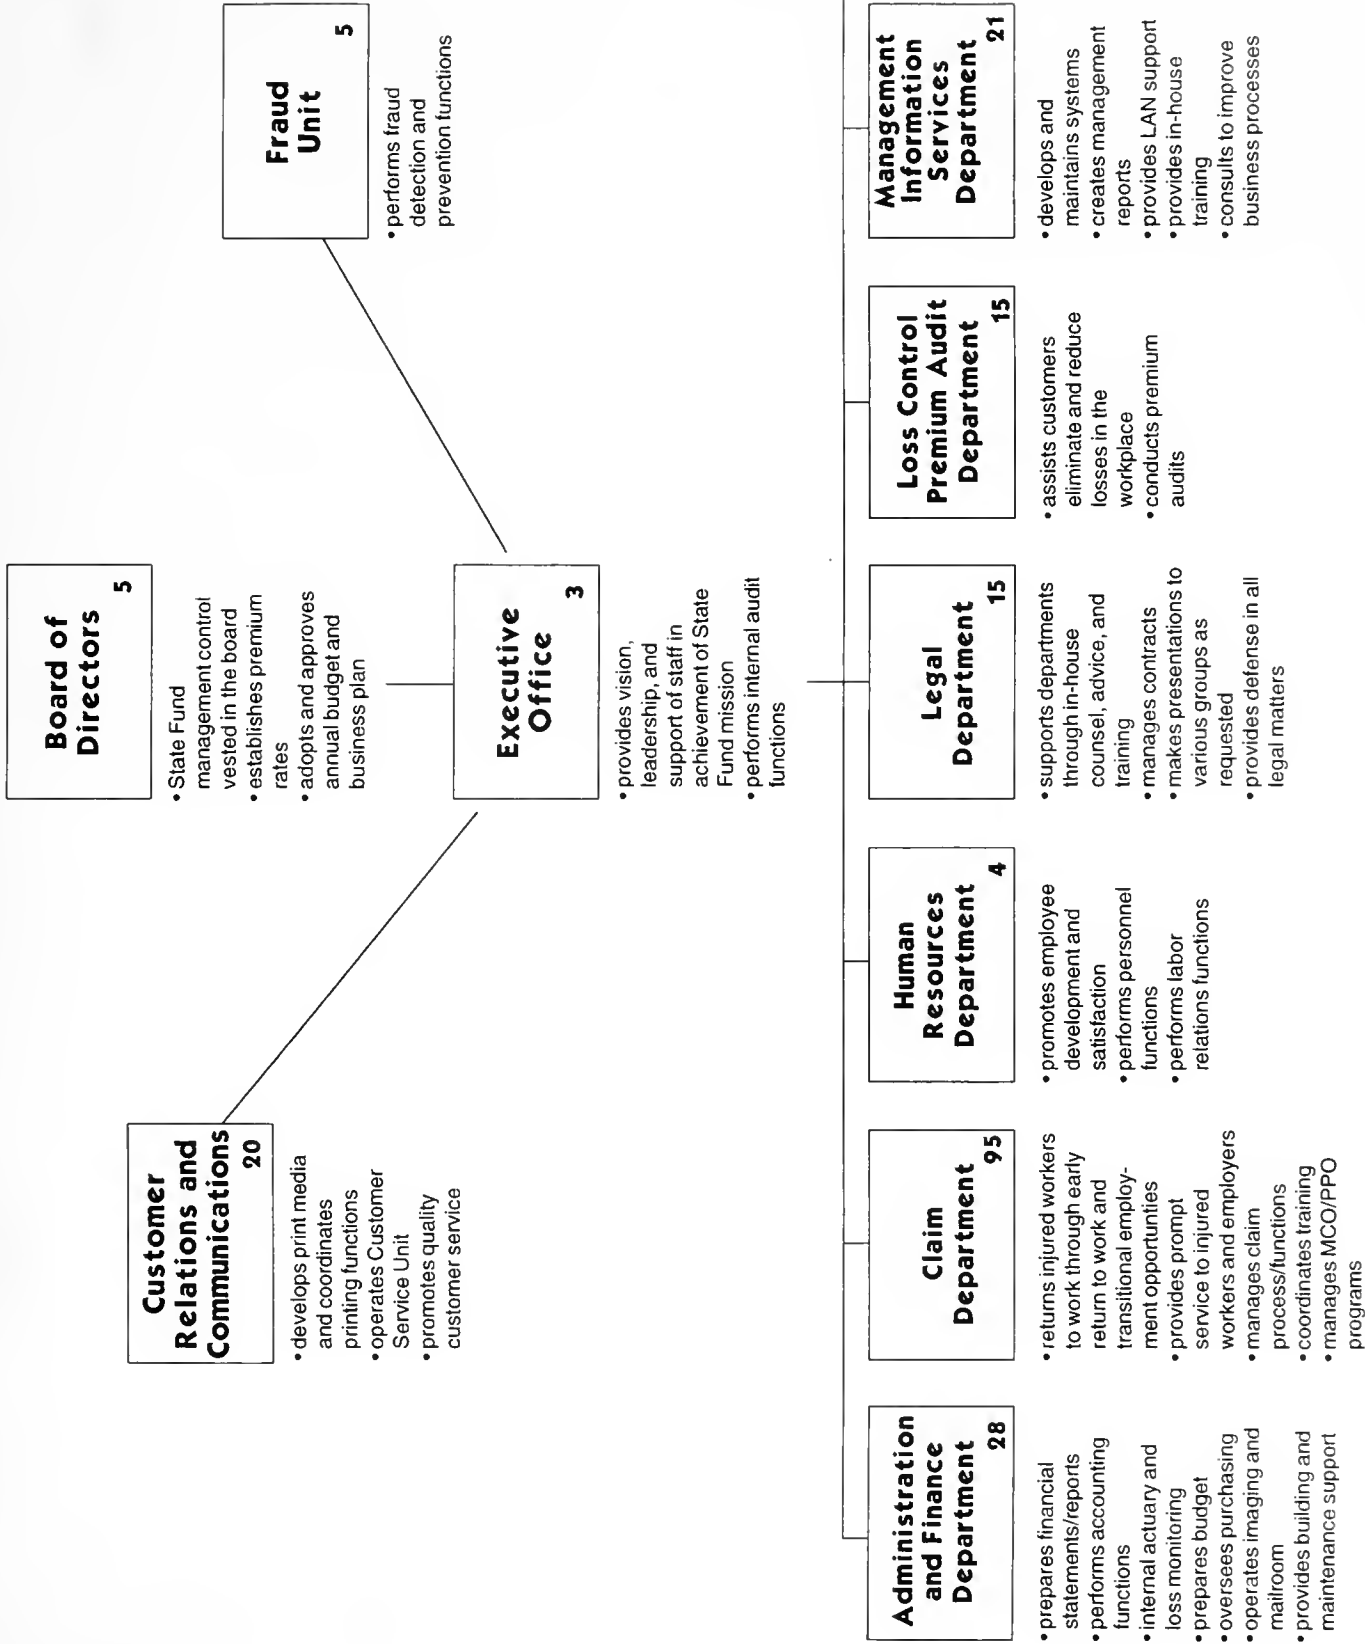 Board of
Directors
5
• State Fund
management control
vested in the board
• establishes premium
rates
• adopts and approves
annual budget and
business plan
Customer
Relations and
Communications
20
• develops print media
and coordinates
printing functions
• operates Customer
Service Unit
• promotes quality
customer service
Executive
Office
3
• provides vision,
leadership, and
support of staff in
achievement of State
Fund mission
• performs internal audit
functions
Fraud
Unit
5
• performs fraud
detection and
prevention functions
Administration
and Finance
Department
28
• prepares financial
statements/reports
• performs accounting
functions
• internal actuary and
loss monitoring
• prepares budget
• oversees purchasing
• operates imaging and
mailroom
• provides building and
maintenance support
Claim
Department
95
• returns injured workers
to work through early
return to work and
transitional employ-
ment opportunities
• provides prompt
service to injured
workers and employers
• manages claim
process/functions
• coordinates training
• manages MCO/PPO
programs
Human
Resources
Department
4
• promotes employee
development and
satisfaction
• performs personnel
functions
• performs labor
relations functions
Legal
Department
15
• supports departments
through in-house
counsel, advice, and
training
• manages contracts
• makes presentations to
various groups as
requested
• provides defense in all
legal matters
Loss Control
Premium Audit
Department
15
• assists customers
eliminate and reduce
losses in the
workplace
• conducts premium
audits
Management
Information
Services
Department
21
• develops and
maintains systems
• creates management
reports
• provides LAN support
• provides in-house
training
• consults to improve
business processes